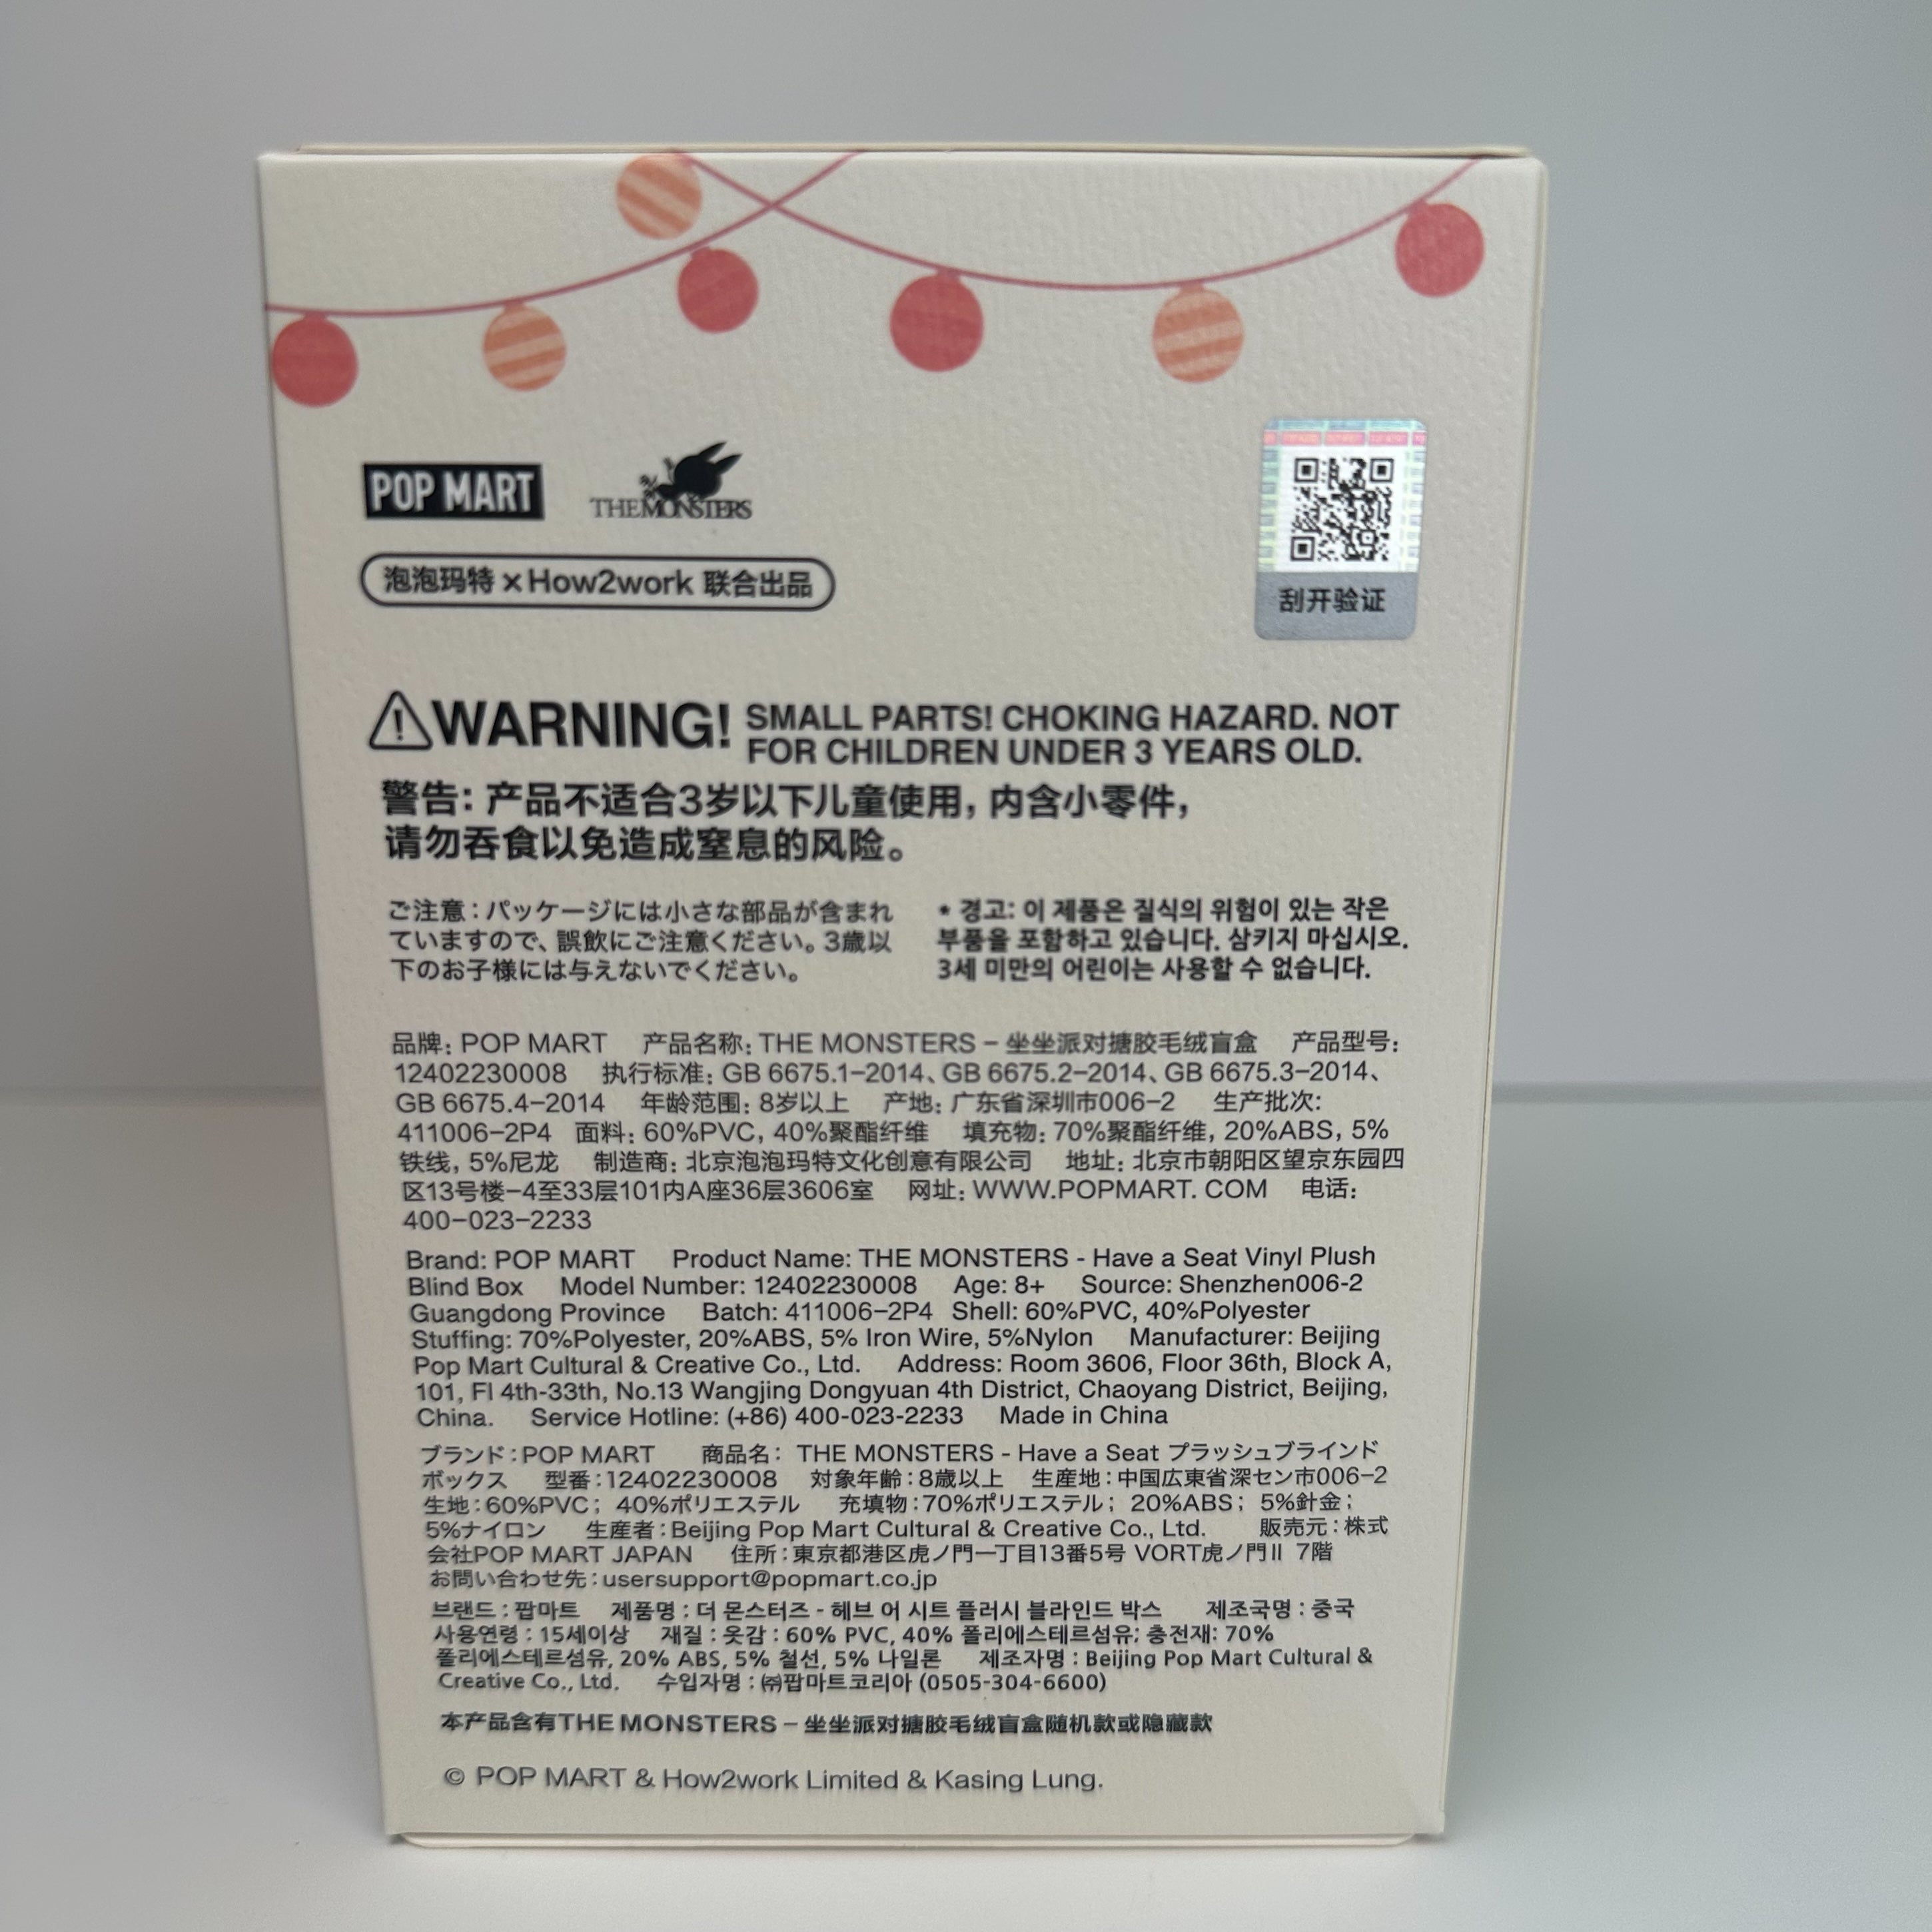 POP MART
THE MONSTERS
泡泡玛特 × How2work 联合出品
刮开验证
WARNING! SMALL PARTS! CHOKING HAZARD. NOT
FOR CHILDREN UNDER 3 YEARS OLD.
警告: 产品不适合3岁以下儿童使用, 内含小零件,
请勿吞食以免造成窒息的风险。
ご注意:パッケージには小さな部品が含まれ
ていますので、誤飲にご注意ください。3歳以
下のお子様には与えないでください。
* 경고: 이 제품은 질식의 위험이 있는 작은
부품을 포함하고 있습니다. 삼키지 마십시오.
3세 미만의 어린이는 사용할 수 없습니다.
品牌: POP MART 产品名称: THE MONSTERS – 坐坐派对搪胶毛绒盲盒 产品型号:
12402230008 执行标准: GB 6675.1–2014、GB 6675.2–2014、GB 6675.3–2014、
GB 6675.4–2014 年龄范围: 8岁以上 产地: 广东省深圳市006–2 生产批次:
411006–2P4 面料: 60%PVC, 40%聚酯纤维 填充物: 70%聚酯纤维, 20%ABS, 5%
铁线, 5%尼龙 制造商: 北京泡泡玛特文化创意有限公司 地址: 北京市朝阳区望京东园四
区13号楼–4至33层101内A座36层3606室 网址: WWW.POPMART. COM 电话:
400–023–2233
Brand: POP MART Product Name: THE MONSTERS - Have a Seat Vinyl Plush
Blind Box Model Number: 12402230008 Age: 8+ Source: Shenzhen006-2
Guangdong Province Batch: 411006–2P4 Shell: 60%PVC, 40%Polyester
Stuffing: 70%Polyester, 20%ABS, 5% Iron Wire, 5%Nylon Manufacturer: Beijing
Pop Mart Cultural & Creative Co., Ltd. Address: Room 3606, Floor 36th, Block A,
101, Fl 4th-33th, No.13 Wangjing Dongyuan 4th District, Chaoyang District, Beijing,
China. Service Hotline: (+86) 400-023-2233 Made in China
ブランド:POP MART 商品名: THE MONSTERS - Have a Seat プラッシュブラインド
ボックス 型番:12402230008 対象年齢:8歳以上 生産地:中国広東省深セン市006–2
生地:60%PVC; 40%ポリエステル 充填物:70%ポリエステル; 20%ABS; 5%針金;
5%ナイロン 生産者:Beijing Pop Mart Cultural & Creative Co., Ltd. 販売元:株式
会社POP MART JAPAN 住所:東京都港区虎ノ門一丁目13番5号 VORT虎ノ門II 7階
お問い合わせ先:usersupport@popmart.co.jp
브랜드 : 팝마트 제품명 : 더 몬스터즈 - 헤브 어 시트 플러시 블라인드 박스 제조국명 : 중국
사용연령 : 15세이상 재질 : 옷감 : 60% PVC, 40% 폴리에스테르섬유; 충전재: 70%
폴리에스테르섬유, 20% ABS, 5% 철선, 5% 나일론 제조자명 : Beijing Pop Mart Cultural &
Creative Co., Ltd. 수입자명 : ㈜팝마트코리아 (0505-304-6600)
本产品含有THE MONSTERS – 坐坐派对搪胶毛绒盲盒随机款或隐藏款
© POP MART & How2work Limited & Kasing Lung.